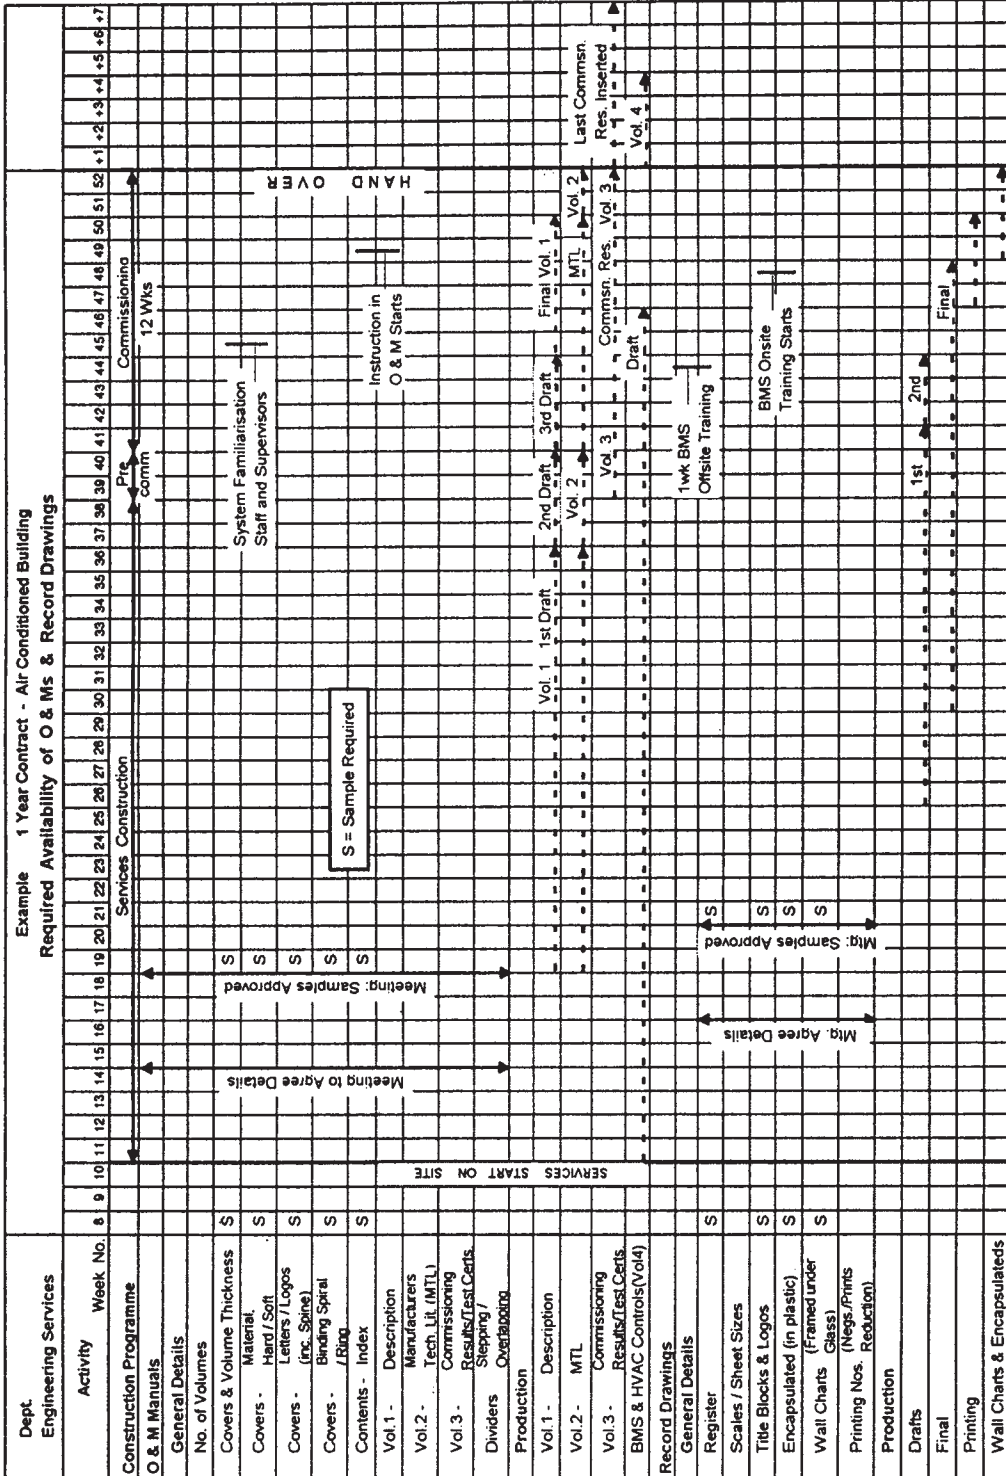 Dept.
Engineering Services
Example 1 Year Contract - Air Conditioned Building
Required Availability of O & Ms & Record Drawings
Activity Week No. 8 9 10 11 12 13 14 15 16 17 18 19 20 21 22 23 24 25 26 27 28 29 30 31 32 33 34 35 36 37 38 39 40 41 42 43 44 45 46 47 48 49 50 51 52 +1 +2 +3 +4 +5 +6 +7
Construction Programme Services Construction Pre comm Commissioning 12 Wks
O & M Manuals
General Details
No. of Volumes
Covers & Volume Thickness S S
Covers - Material Hard / Soft S S
Covers - Letters / Logos (inc. Spine) S S
Covers - Binding Spiral / Ring S S
Contents - Index S S
Vol.1 - Description
Vol.2 - Manufacturers Tech. Lit. (MTL)
Vol.3 - Commissioning Results/Test Certs.
Dividers Stepping / Overlapping
SERVICES START ON SITE
Meeting to Agree Details
Meeting: Samples Approved
S = Sample Required
System Familiarisation
Staff and Supervisors
Instruction in
O & M Starts
HAND OVER
Production
Vol.1 - Description Vol. 1 1st Draft 2nd Draft 3rd Draft Final Vol. 1
Vol.2 - MTL Vol. 2 MTL Vol. 2 Last Commsn.
Vol.3 - Commissioning Results/Test Certs. Vol. 3 Commsn. Res. Vol. 3 Res. Inserted
BMS & HVAC Controls(Vol4) Draft Vol. 4
Record Drawings
General Details
Register S S
Scales / Sheet Sizes
Title Blocks & Logos S S
Encapsulated (in plastic) S S
Wall Charts (Framed under Glass) S S
Printing Nos. (Negs./Prints Reduction)
Mtg. Agree Details
Mtg: Samples Approved
1wk BMS
Offsite Training
BMS Onsite
Training Starts
Production
Drafts 1st 2nd
Final Final
Printing
Wall Charts & Encapsulateds